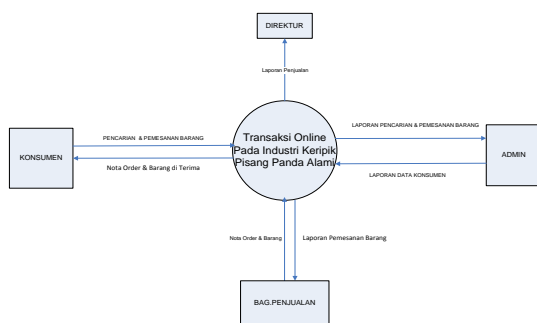 DIREKTUR
Laporan Penjualan
Transaksi Online
Pada Industri Keripik
Pisang Panda Alami
PENCARIAN & PEMESANAN BARANG
LAPORAN PENCARIAN & PEMESANAN BARANG
KONSUMEN
ADMIN
Nota Order & Barang di Terima
LAPORAN DATA KONSUMEN
Nota Order & Barang
Laporan Pemesanan Barang
BAG.PENJUALAN